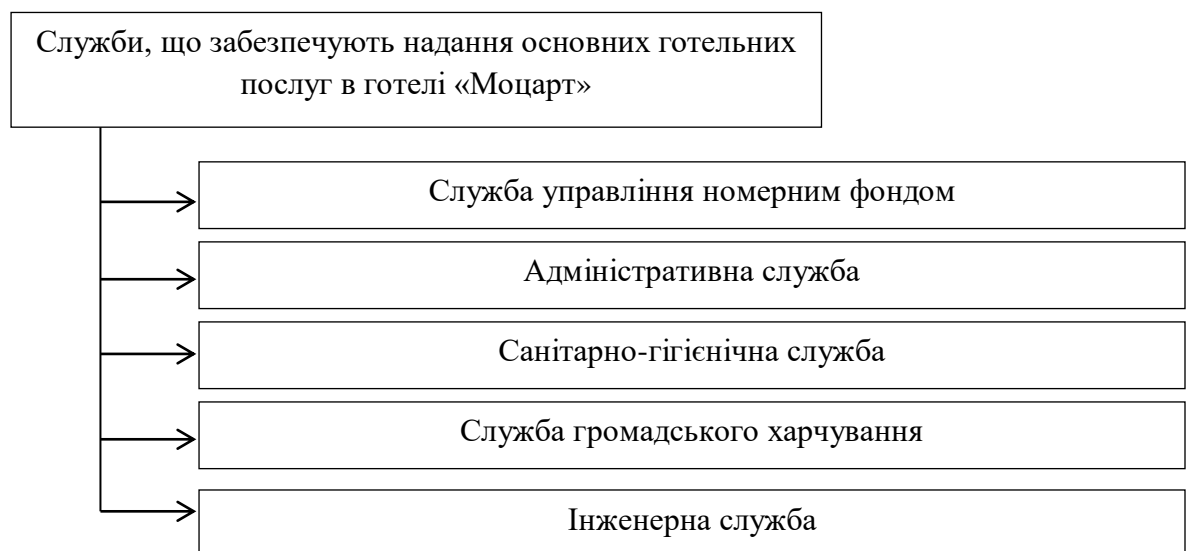 Служби, що забезпечують надання основних готельних
послуг в готелі «Моцарт»
Служба управління номерним фондом
Адміністративна служба
Санітарно-гігієнічна служба
Служба громадського харчування
Інженерна служба